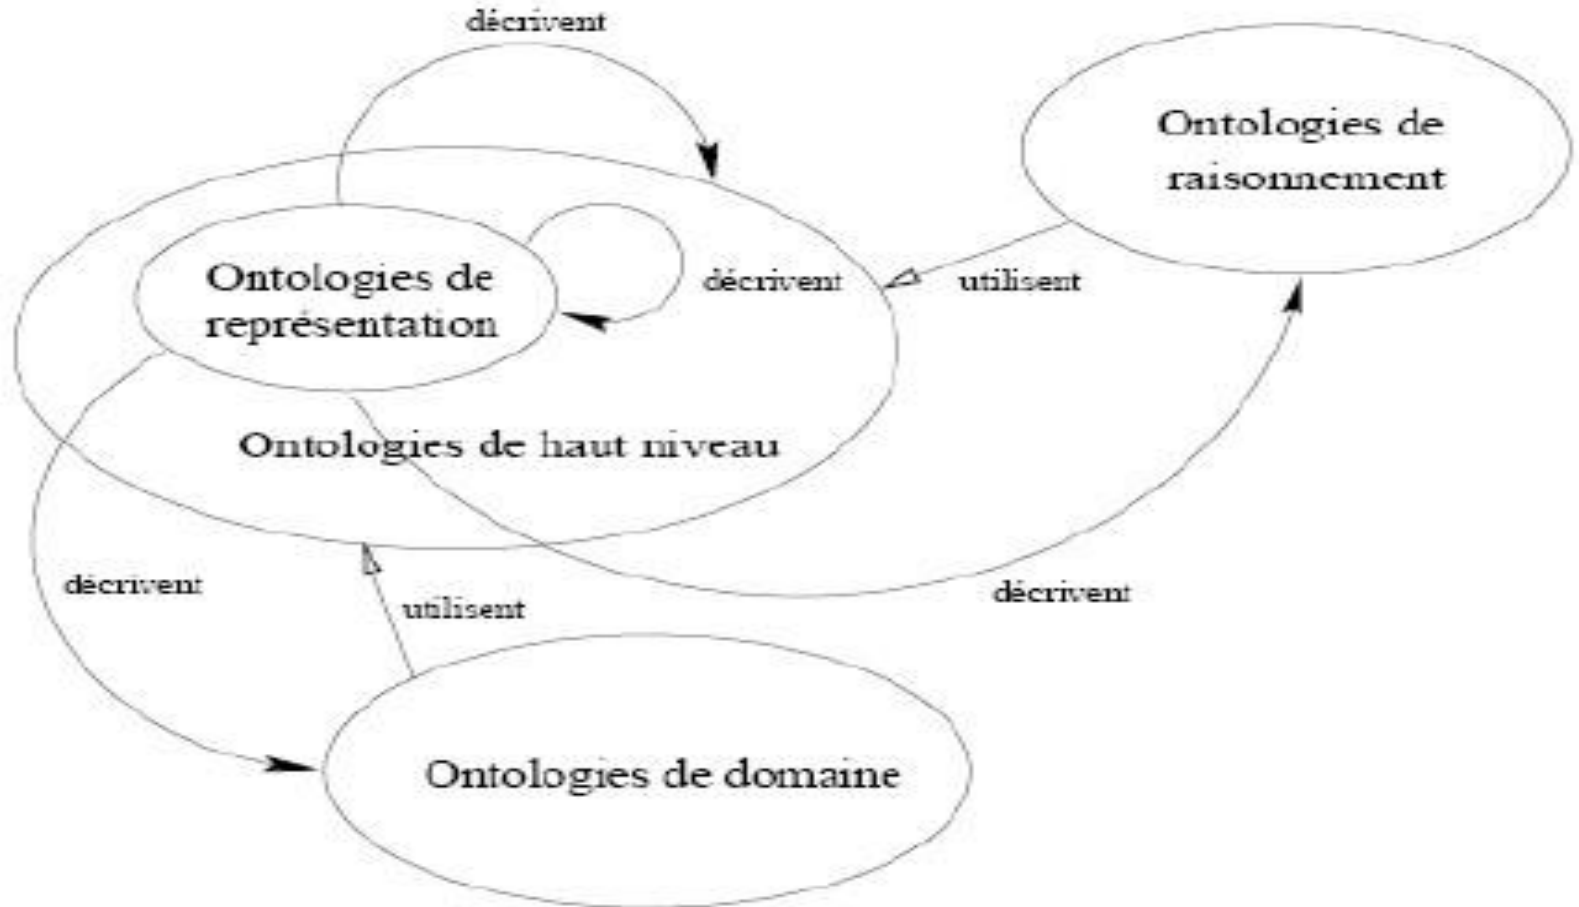 décrivent
Ontologies de
raisonnement
Ontologies de
représentation
décrivent
utilisent
Ontologies de haut niveau
décrivent
utilisent
décrivent
Ontologies de domaine